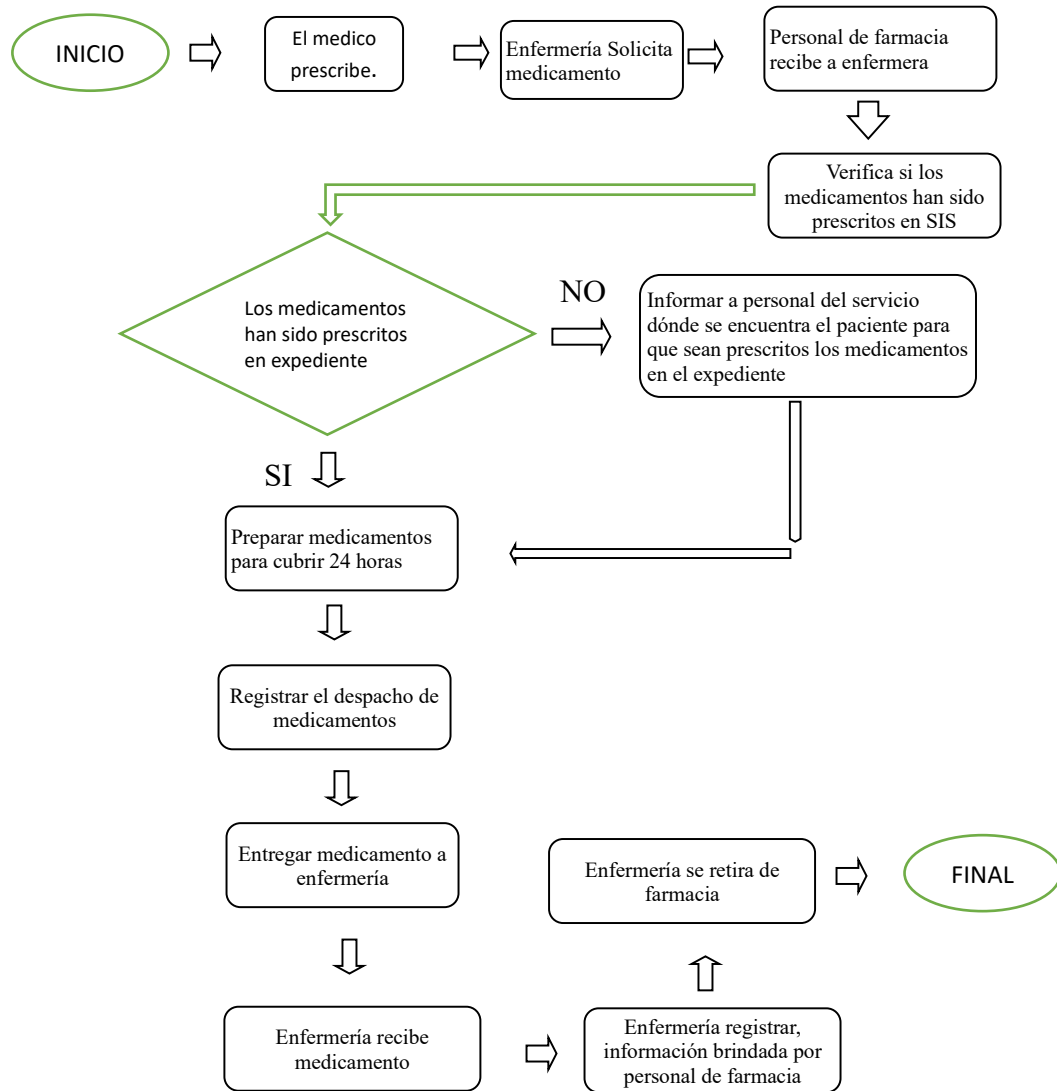 INICIO
El medico
prescribe.
Enfermería Solicita
medicamento
Personal de farmacia
recibe a enfermera
Verifica si los
medicamentos han sido
prescritos en SIS
Los medicamentos
han sido prescritos
en expediente
NO
Informar a personal del servicio
dónde se encuentra el paciente para
que sean prescritos los medicamentos
en el expediente
SI
Preparar medicamentos
para cubrir 24 horas
Registrar el despacho de
medicamentos
Entregar medicamento a
enfermería
Enfermería recibe
medicamento
Enfermería registrar,
información brindada por
personal de farmacia
Enfermería se retira de
farmacia
FINAL